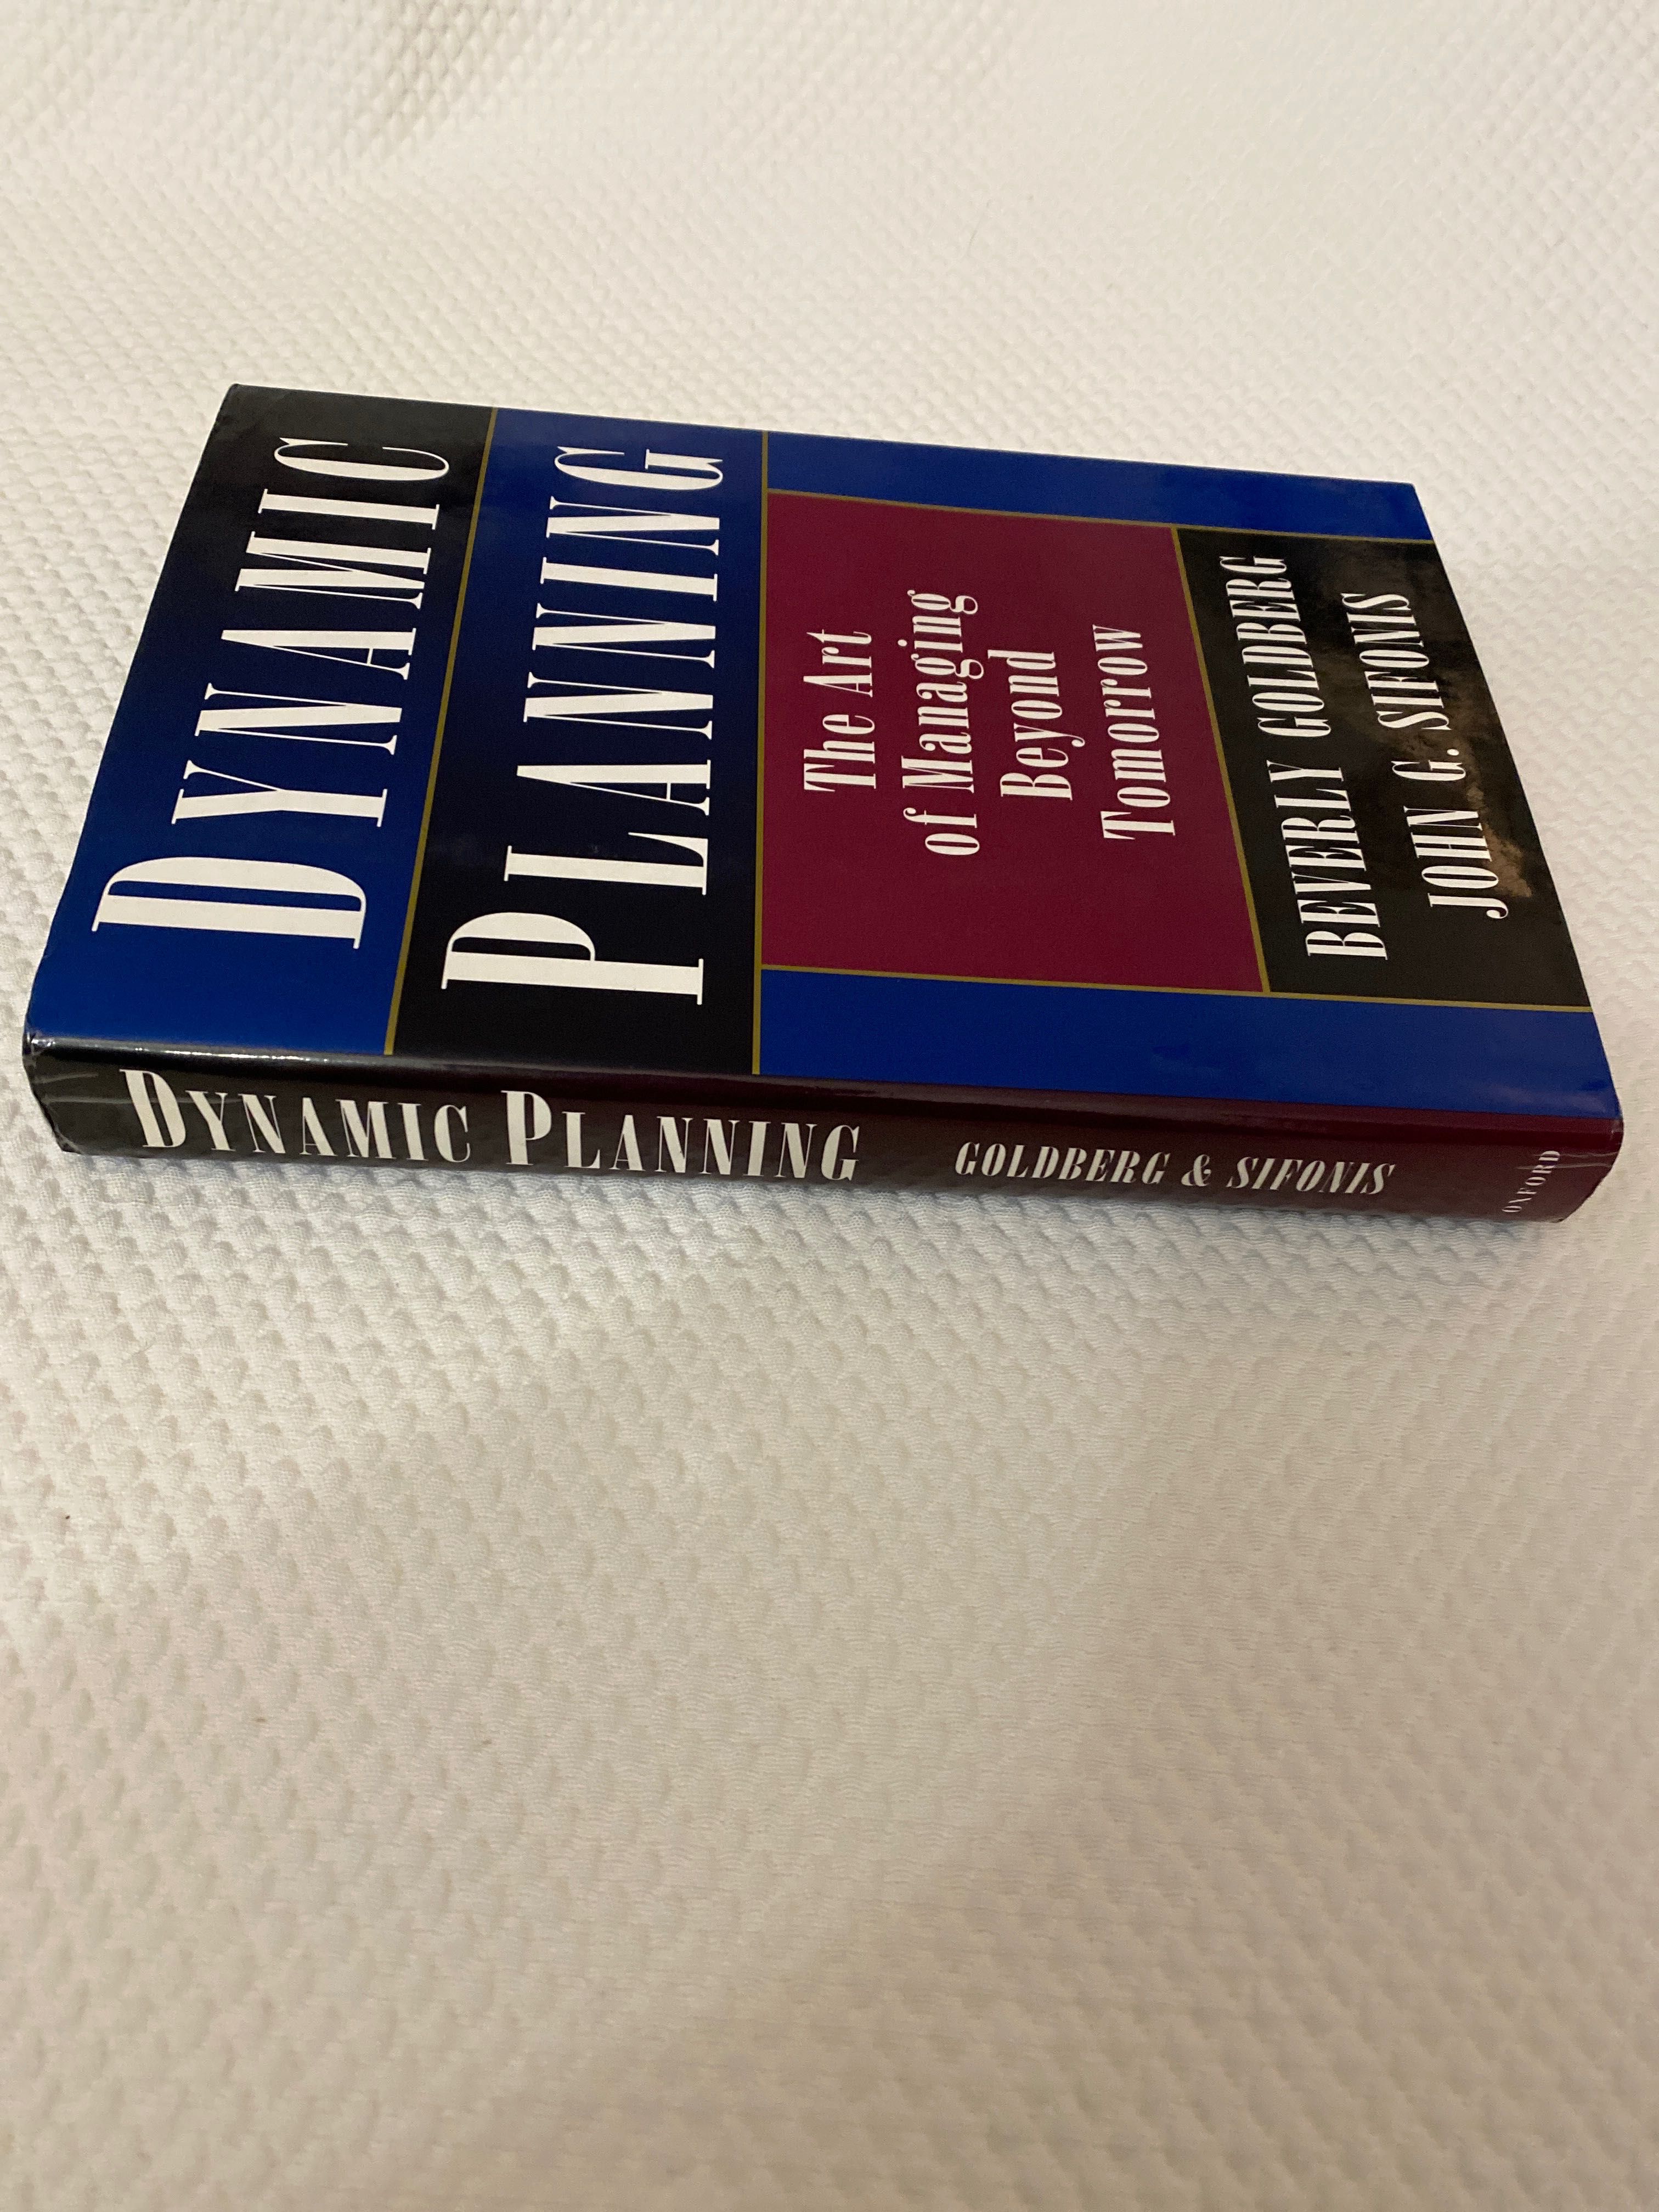 DYNAMIC
PLANNING
The Art
of Managing
Beyond
Tomorrow
BEVERLY GOLDBERG
JOHN G. SIFONIS
DYNAMIC PLANNING GOLDBERG & SIFONIS OXFORD